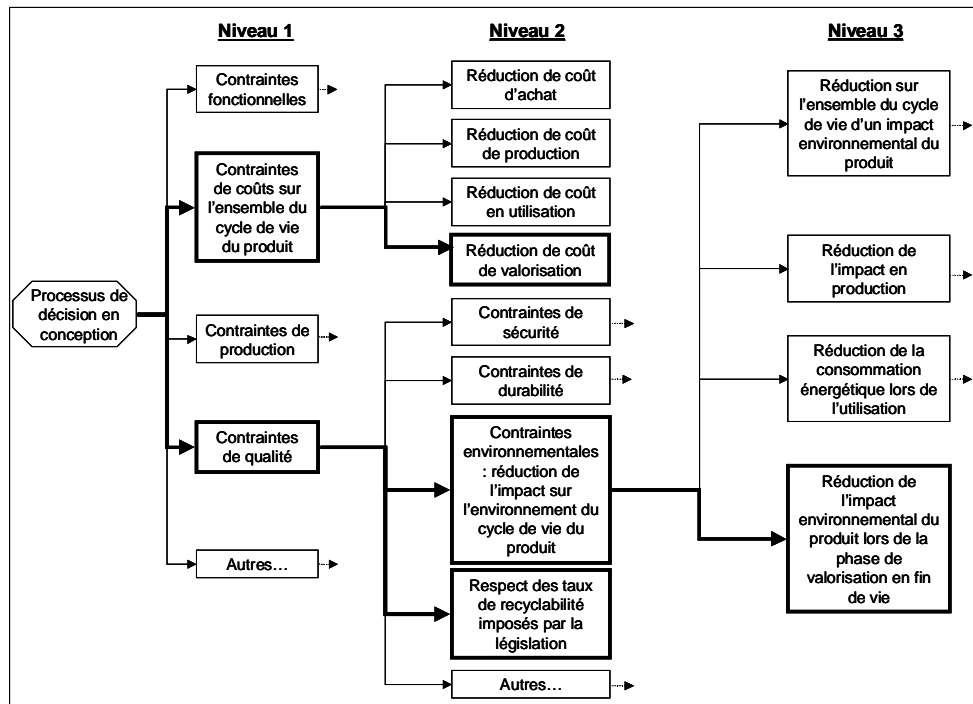 Niveau 1
Niveau 2
Niveau 3
Processus de
décision en
conception
Contraintes
fonctionnelles
Contraintes
de coûts sur
l'ensemble du
cycle de vie
du produit
Contraintes de
production
Contraintes
de qualité
Autres…
Réduction de coût
d'achat
Réduction de coût
de production
Réduction de coût
en utilisation
Réduction de coût
de valorisation
Contraintes de
sécurité
Contraintes de
durabilité
Contraintes
environnementales
: réduction de
l'impact sur
l'environnement du
cycle de vie du
produit
Respect des taux
de recyclabilité
imposés par la
législation
Autres…
Réduction sur
l'ensemble du cycle
de vie d'un impact
environnemental du
produit
Réduction de
l'impact en
production
Réduction de la
consommation
énergétique lors de
l'utilisation
Réduction de
l'impact
environnemental du
produit lors de la
phase de
valorisation en fin
de vie